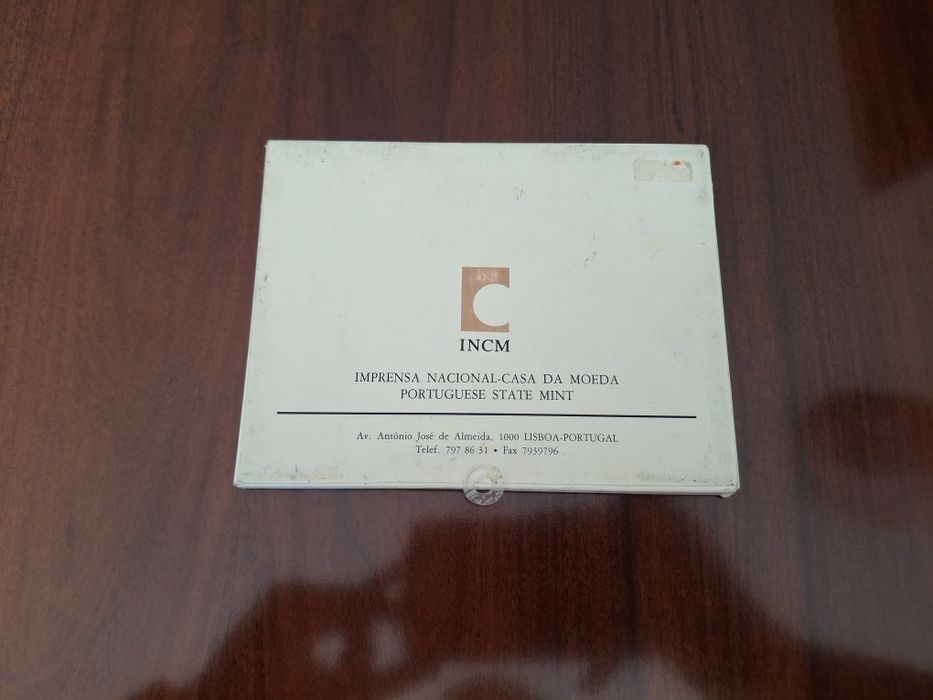 INCM
IMPRENSA NACIONAL-CASA DA MOEDA
PORTUGUESE STATE MINT
Av. António José de Almeida, 1000 LISBOA-PORTUGAL
Telef. 797 86 31 • Fax 7939796